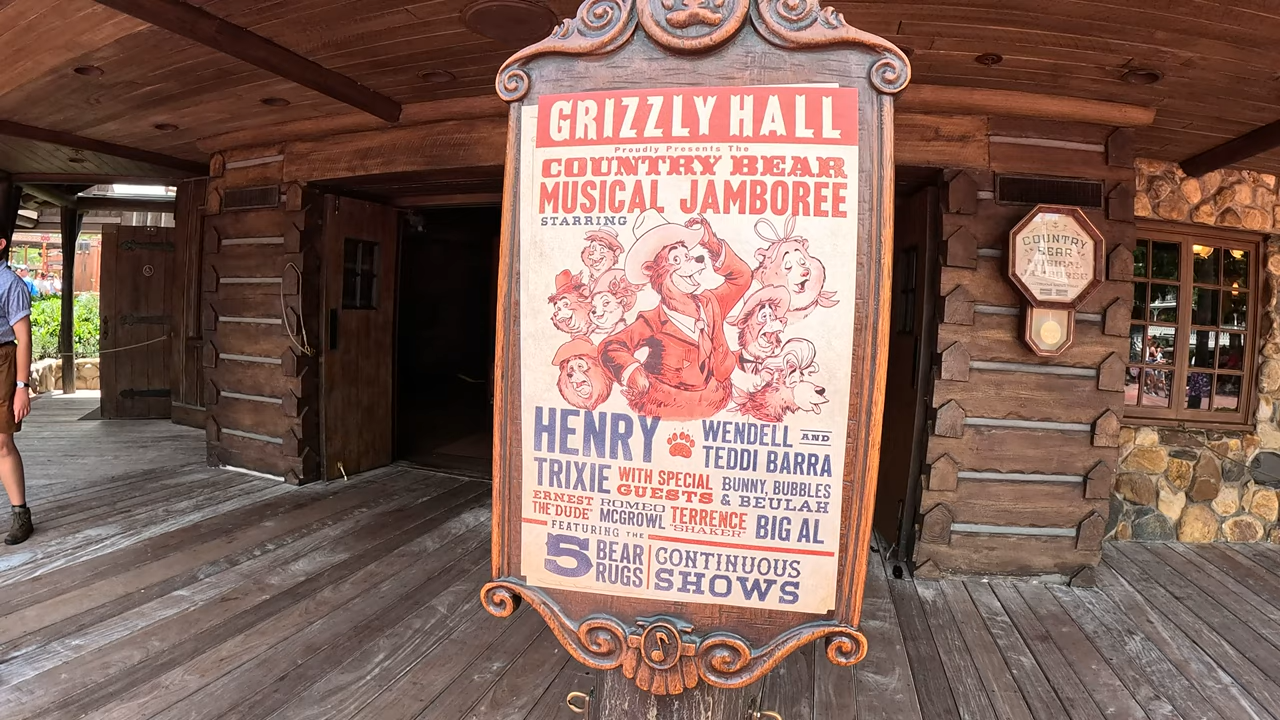 GRIZZLY HALL
Proudly Presents The
COUNTRY BEAR
MUSICAL JAMBOREE
STARRING
HENRY
TRIXIE
WENDELL AND
TEDDI BARRA
WITH SPECIAL
GUESTS
BUNNY, BUBBLES
& BEULAH
ERNEST
THE "DUDE"
ROMEO
MCGROWL
TERRENCE
"SHAKER"
BIG AL
FEATURING THE
5 BEAR
RUGS
CONTINUOUS
SHOWS
COUNTRY
BEAR
MUSICAL
JAMBOREE